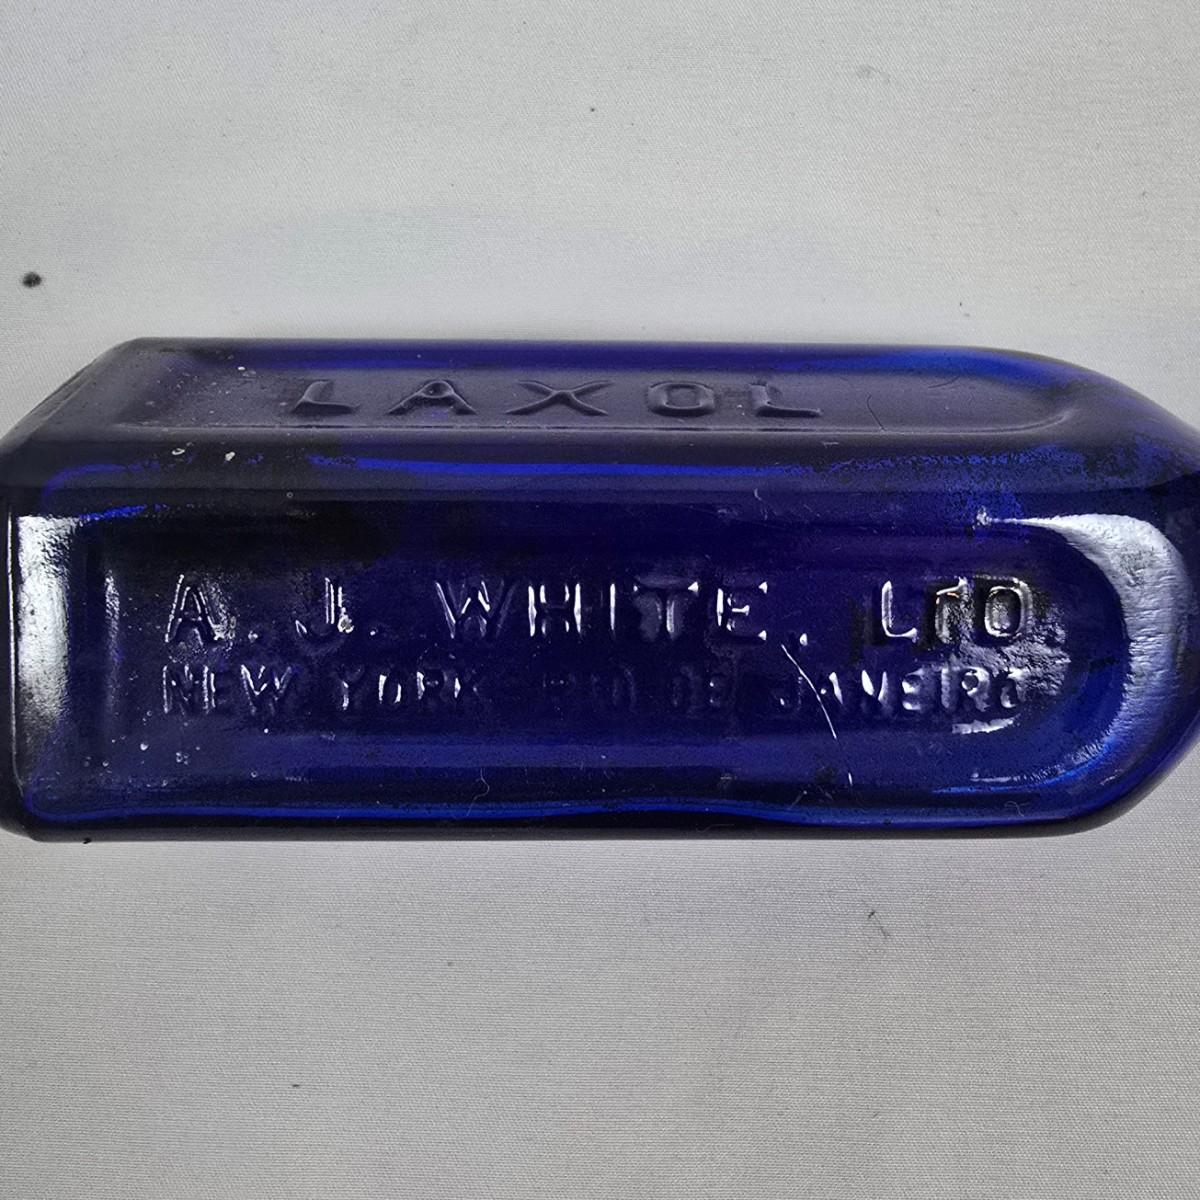 LAXOL
A. J. WHITE. LTD.
NEW YORK RIO DE JANEIRO